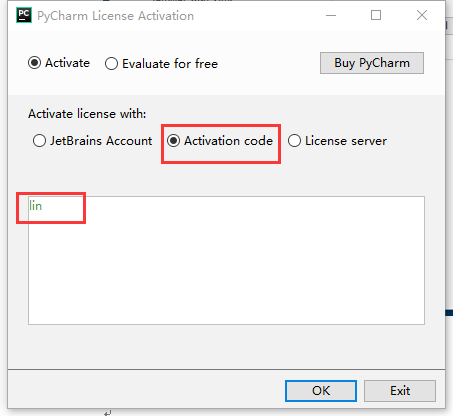 PC PyCharm License Activation
Activate Evaluate for free Buy PyCharm
Activate license with:
JetBrains Account Activation code License server
lin
OK Exit